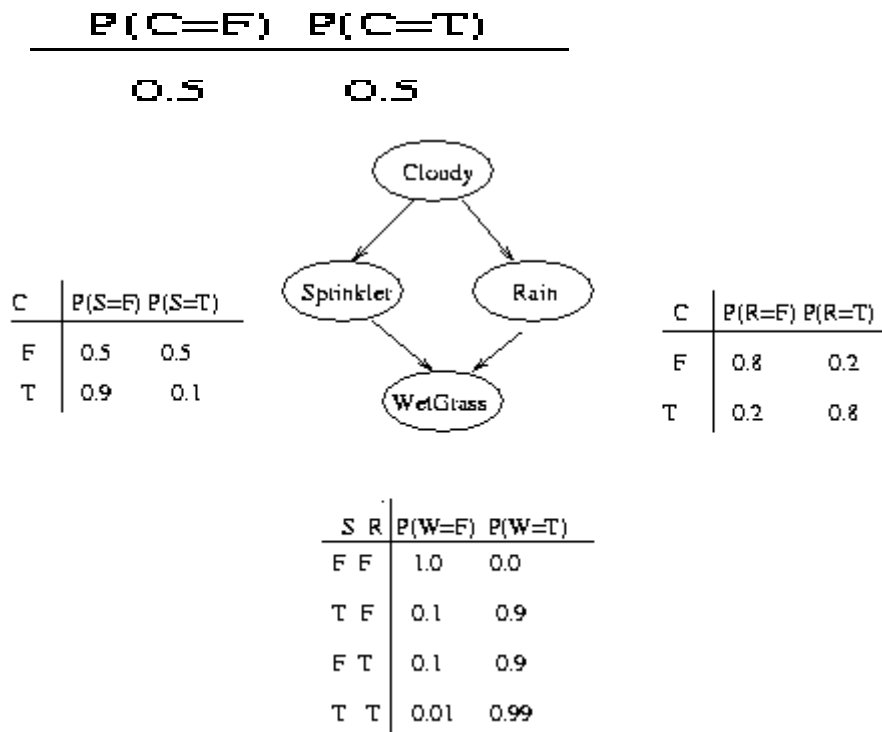 P(C=F) P(C=T)
0.5 0.5
Cloudy
Sprinkler
Rain
WetGrass
C P(S=F) P(S=T)
F 0.5 0.5
T 0.9 0.1
C P(R=F) P(R=T)
F 0.8 0.2
T 0.2 0.8
S R P(W=F) P(W=T)
F F 1.0 0.0
T F 0.1 0.9
F T 0.1 0.9
T T 0.01 0.99